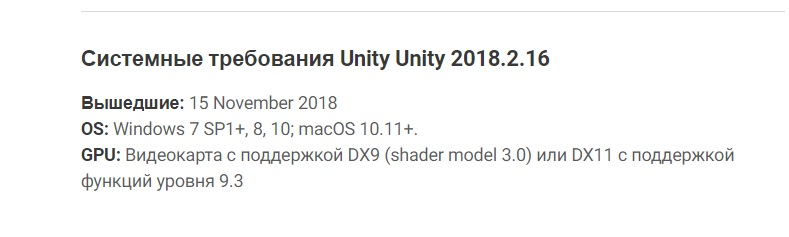 Системные требования Unity Unity 2018.2.16
Вышедшие: 15 November 2018
OS: Windows 7 SP1+, 8, 10; macOS 10.11+.
GPU: Видеокарта с поддержкой DX9 (shader model 3.0) или DX11 с поддержкой
функций уровня 9.3